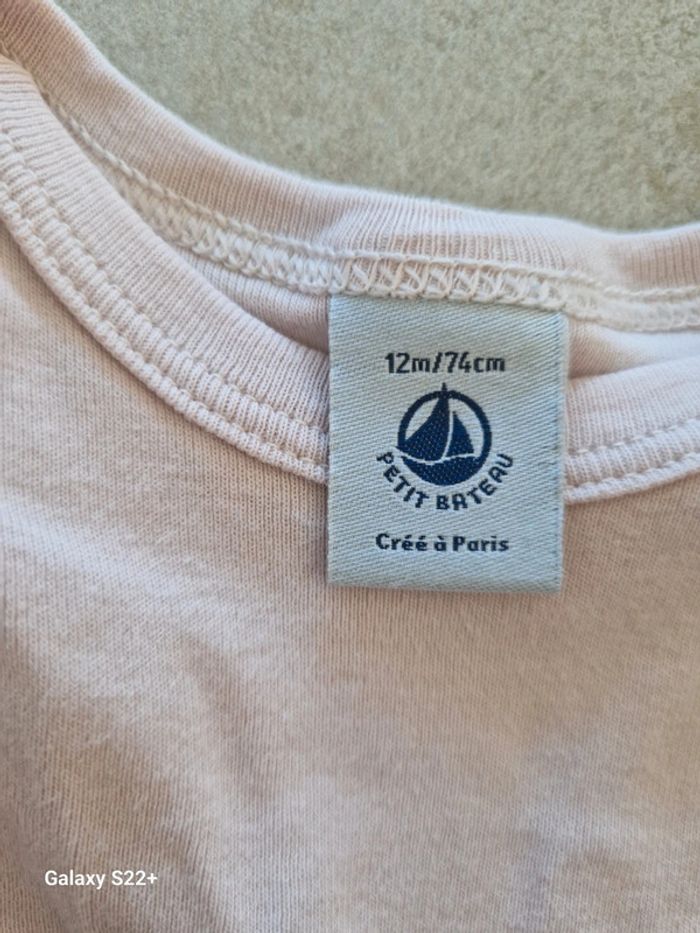 12m/74cm
PETIT BATEAU
Créé à Paris
Galaxy S22+